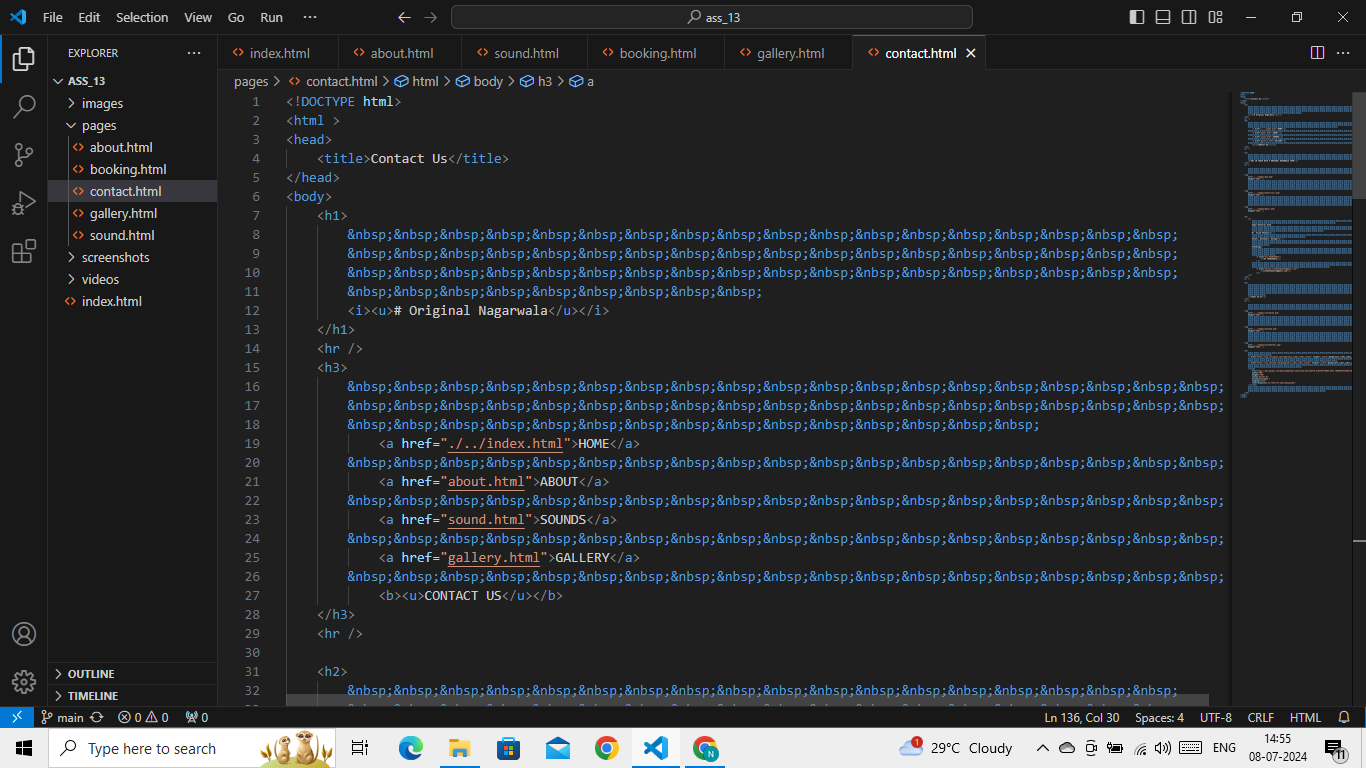 File Edit Selection View Go Run ··· ass_13
EXPLORER ···
ASS_13
images
pages
about.html
booking.html
contact.html
gallery.html
sound.html
screenshots
videos
index.html
OUTLINE
TIMELINE
index.html about.html sound.html booking.html gallery.html contact.html
pages > contact.html > html > body > h3 > a
1 <!DOCTYPE html>
2 <html >
3 <head>
4 <title>Contact Us</title>
5 </head>
6 <body>
7 <h1>
8 &nbsp;&nbsp;&nbsp;&nbsp;&nbsp;&nbsp;&nbsp;&nbsp;&nbsp;&nbsp;&nbsp;&nbsp;&nbsp;&nbsp;&nbsp;&nbsp;&nbsp;&nbsp;
9 &nbsp;&nbsp;&nbsp;&nbsp;&nbsp;&nbsp;&nbsp;&nbsp;&nbsp;&nbsp;&nbsp;&nbsp;&nbsp;&nbsp;&nbsp;&nbsp;&nbsp;&nbsp;
10 &nbsp;&nbsp;&nbsp;&nbsp;&nbsp;&nbsp;&nbsp;&nbsp;&nbsp;&nbsp;&nbsp;&nbsp;&nbsp;&nbsp;&nbsp;&nbsp;&nbsp;&nbsp;
11 &nbsp;&nbsp;&nbsp;&nbsp;&nbsp;&nbsp;&nbsp;&nbsp;&nbsp;
12 <i><u># Original Nagarwala</u></i>
13 </h1>
14 <hr />
15 <h3>
16 &nbsp;&nbsp;&nbsp;&nbsp;&nbsp;&nbsp;&nbsp;&nbsp;&nbsp;&nbsp;&nbsp;&nbsp;&nbsp;&nbsp;&nbsp;&nbsp;&nbsp;&nbsp;&nbsp;
17 &nbsp;&nbsp;&nbsp;&nbsp;&nbsp;&nbsp;&nbsp;&nbsp;&nbsp;&nbsp;&nbsp;&nbsp;&nbsp;&nbsp;&nbsp;&nbsp;&nbsp;&nbsp;&nbsp;
18 &nbsp;&nbsp;&nbsp;&nbsp;&nbsp;&nbsp;&nbsp;&nbsp;&nbsp;&nbsp;&nbsp;&nbsp;&nbsp;&nbsp;&nbsp;
19 <a href="./../index.html">HOME</a>
20 &nbsp;&nbsp;&nbsp;&nbsp;&nbsp;&nbsp;&nbsp;&nbsp;&nbsp;&nbsp;&nbsp;&nbsp;&nbsp;&nbsp;&nbsp;&nbsp;&nbsp;&nbsp;&nbsp;
21 <a href="about.html">ABOUT</a>
22 &nbsp;&nbsp;&nbsp;&nbsp;&nbsp;&nbsp;&nbsp;&nbsp;&nbsp;&nbsp;&nbsp;&nbsp;&nbsp;&nbsp;&nbsp;&nbsp;&nbsp;&nbsp;&nbsp;
23 <a href="sound.html">SOUNDS</a>
24 &nbsp;&nbsp;&nbsp;&nbsp;&nbsp;&nbsp;&nbsp;&nbsp;&nbsp;&nbsp;&nbsp;&nbsp;&nbsp;&nbsp;&nbsp;&nbsp;&nbsp;&nbsp;&nbsp;
25 <a href="gallery.html">GALLERY</a>
26 &nbsp;&nbsp;&nbsp;&nbsp;&nbsp;&nbsp;&nbsp;&nbsp;&nbsp;&nbsp;&nbsp;&nbsp;&nbsp;&nbsp;&nbsp;&nbsp;&nbsp;&nbsp;&nbsp;
27 <b><u>CONTACT US</u></b>
28 </h3>
29 <hr />
30
31 <h2>
32 &nbsp;&nbsp;&nbsp;&nbsp;&nbsp;&nbsp;&nbsp;&nbsp;&nbsp;&nbsp;&nbsp;&nbsp;&nbsp;&nbsp;&nbsp;&nbsp;&nbsp;&nbsp;
main 0 0 0 Ln 136, Col 30 Spaces: 4 UTF-8 CRLF HTML
Type here to search 1 29°C Cloudy ENG 14:55
08-07-2024 11